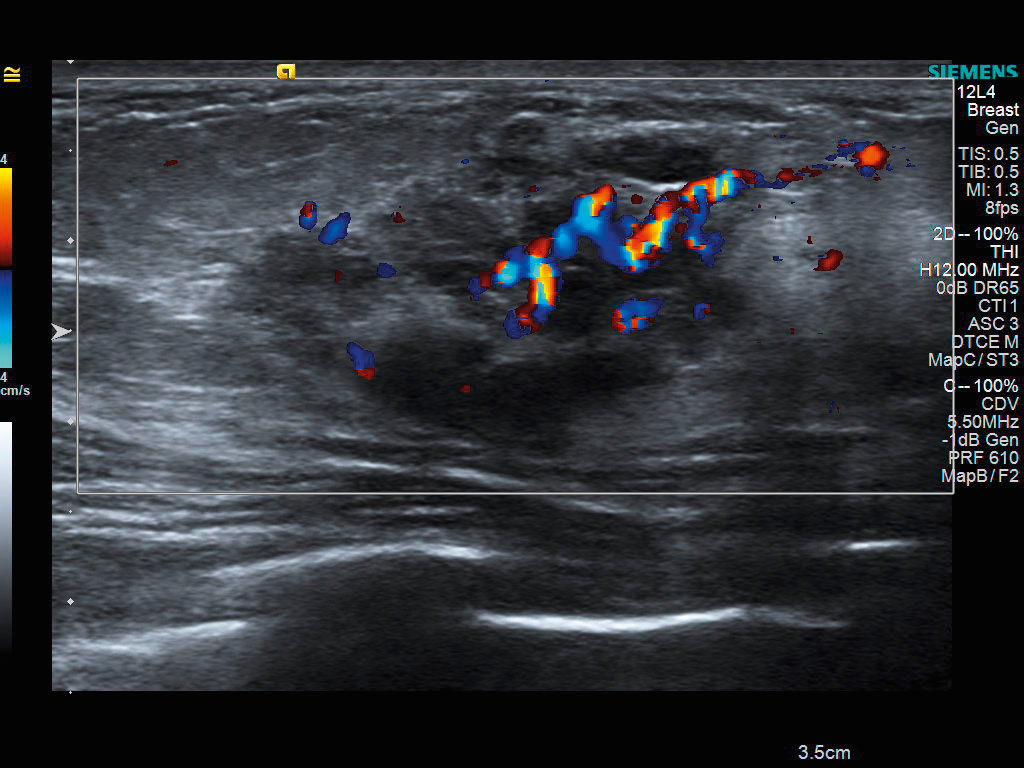 SIEMENS
12L4
Breast
Gen
TIS: 0.5
TIB: 0.5
MI: 1.3
8fps
2D -- 100%
THI
H12.00 MHz
0dB DR65
CTI 1
ASC 3
DTCE M
MapC / ST3
C -- 100%
CDV
5.50MHz
-1dB Gen
PRF 610
MapB / F2
4
4
cm/s
3.5cm